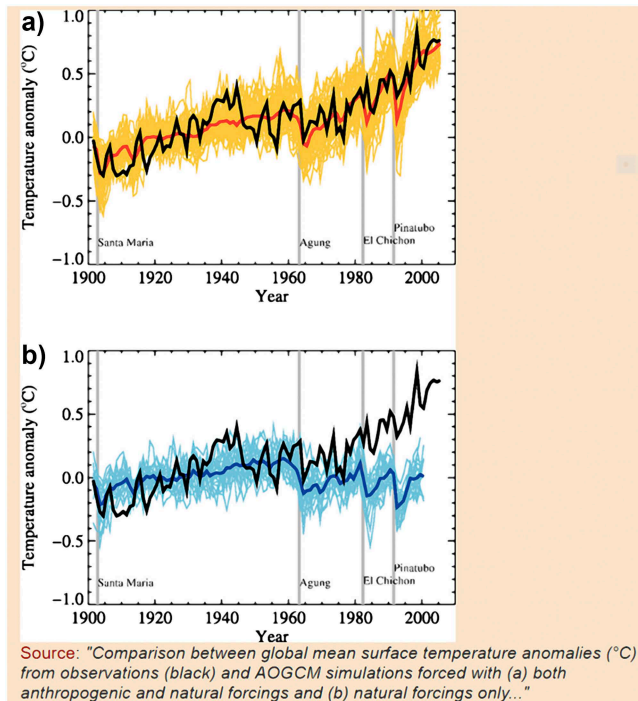 a)
Temperature anomaly (°C)
1.0
0.5
0.0
−0.5
−1.0
Santa Maria
Agung
El Chichon
Pinatubo
1900 1920 1940 1960 1980 2000
Year
b)
Temperature anomaly (°C)
1.0
0.5
0.0
−0.5
−1.0
Santa Maria
Agung
El Chichon
Pinatubo
1900 1920 1940 1960 1980 2000
Year
Source: "Comparison between global mean surface temperature anomalies (°C)
from observations (black) and AOGCM simulations forced with (a) both
anthropogenic and natural forcings and (b) natural forcings only..."